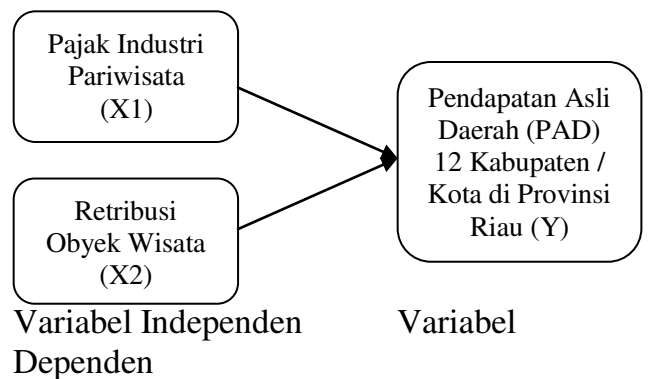 Pajak Industri
Pariwisata
(X1)
Retribusi
Obyek Wisata
(X2)
Pendapatan Asli
Daerah (PAD)
12 Kabupaten /
Kota di Provinsi
Riau (Y)
Variabel Independen Variabel
Dependen